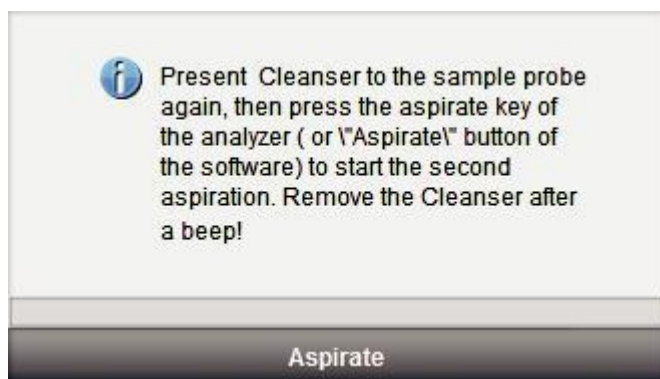 Present Cleanser to the sample probe
again, then press the aspirate key of
the analyzer ( or \"Aspirate\" button of
the software) to start the second
aspiration. Remove the Cleanser after
a beep!
Aspirate